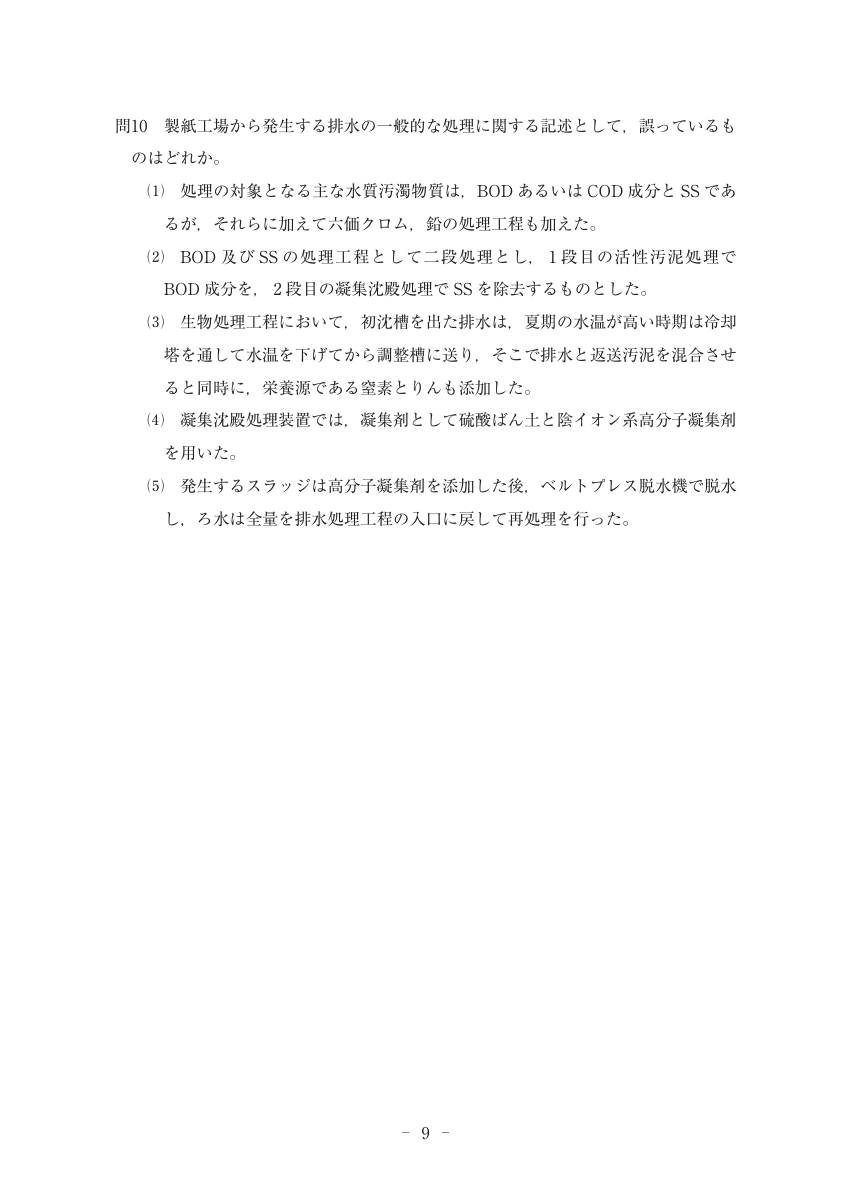 問10　製紙工場から発生する排水の一般的な処理に関する記述として，誤っているも
のはどれか。
⑴　処理の対象となる主な水質汚濁物質は，BOD あるいは COD 成分と SS であ
るが，それらに加えて六価クロム，鉛の処理工程も加えた。
⑵　BOD 及び SS の処理工程として二段処理とし，1 段目の活性汚泥処理で
BOD 成分を，2 段目の凝集沈殿処理で SS を除去するものとした。
⑶　生物処理工程において，初沈槽を出た排水は，夏期の水温が高い時期は冷却
塔を通して水温を下げてから調整槽に送り，そこで排水と返送汚泥を混合させ
ると同時に，栄養源である窒素とりんも添加した。
⑷　凝集沈殿処理装置では，凝集剤として硫酸ばん土と陰イオン系高分子凝集剤
を用いた。
⑸　発生するスラッジは高分子凝集剤を添加した後，ベルトプレス脱水機で脱水
し，ろ水は全量を排水処理工程の入口に戻して再処理を行った。
－ 9 －